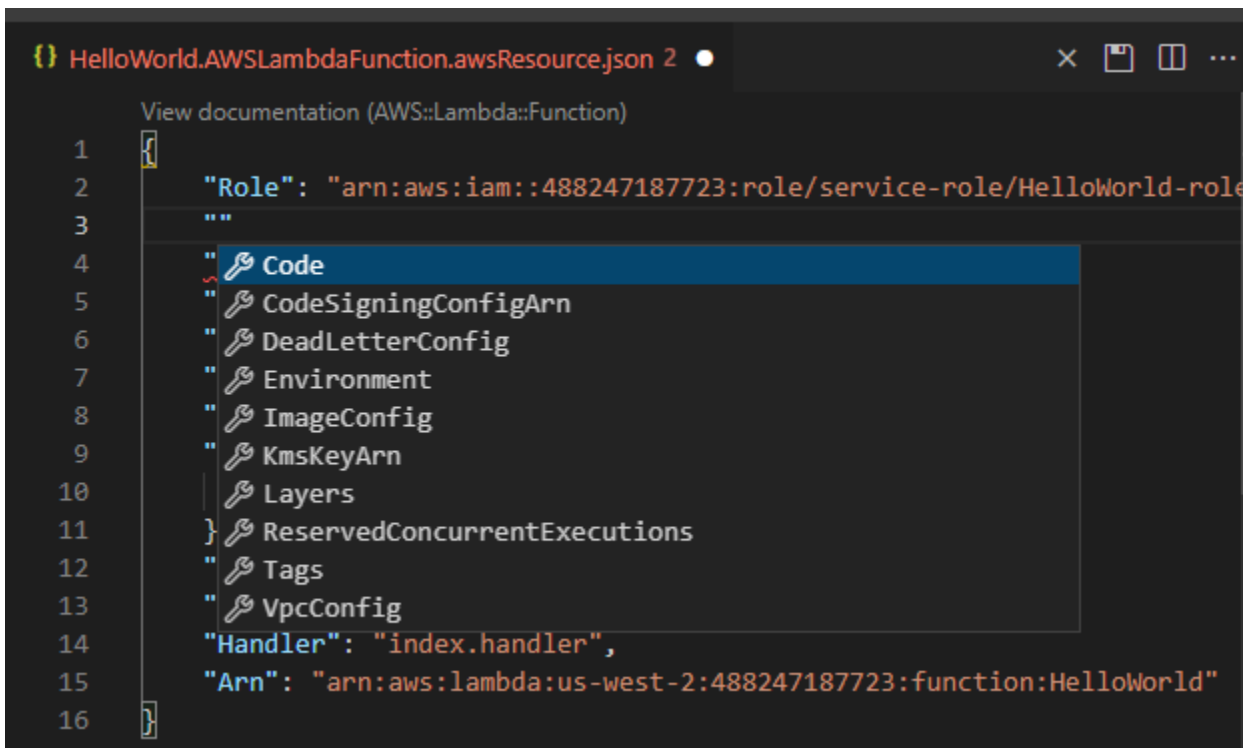 {} HelloWorld.AWSLambdaFunction.awsResource.json 2
View documentation (AWS::Lambda::Function)
1 {
2 "Role": "arn:aws:iam::488247187723:role/service-role/HelloWorld-role
3 ""
4 " Code
5 " CodeSigningConfigArn
6 " DeadLetterConfig
7 " Environment
8 " ImageConfig
9 " KmsKeyArn
10 Layers
11 } ReservedConcurrentExecutions
12 " Tags
13 " VpcConfig
14 "Handler": "index.handler",
15 "Arn": "arn:aws:lambda:us-west-2:488247187723:function:HelloWorld"
16 }